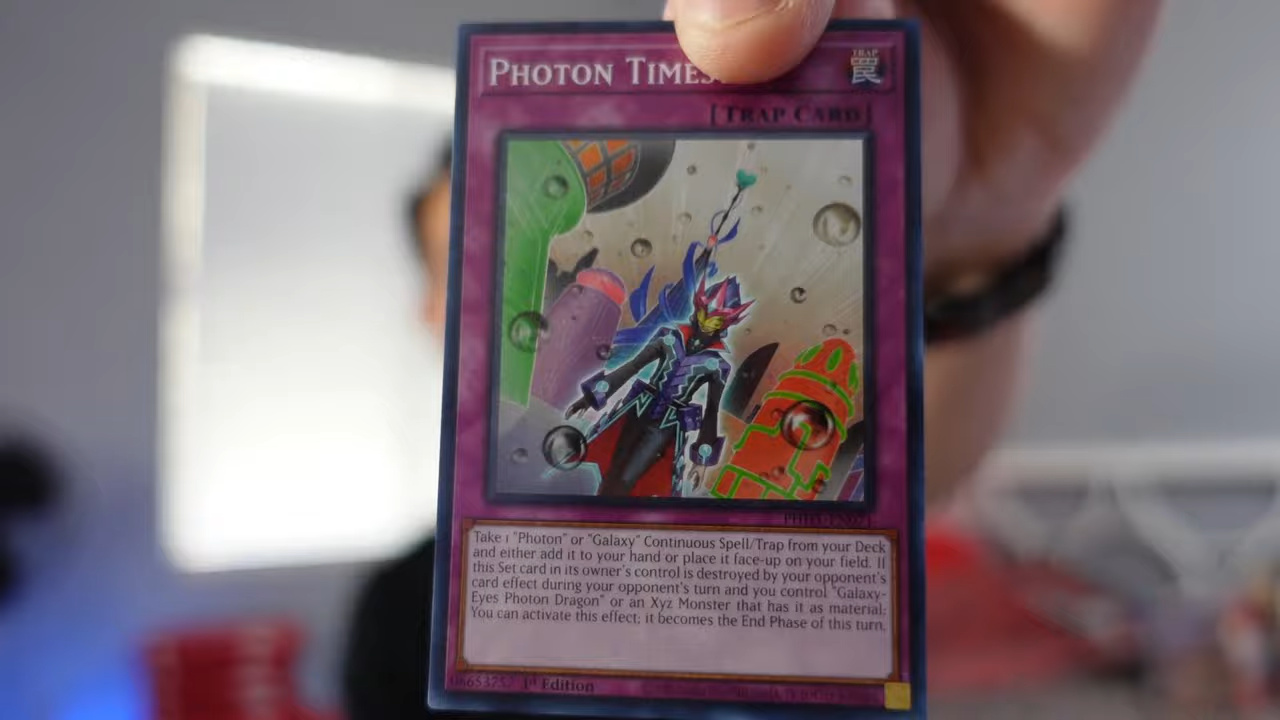 PHOTON TIMES
TRAP
罠
[TRAP CARD]
Take 1 "Photon" or "Galaxy" Continuous Spell/Trap from your Deck
and either add it to your hand or place it face-up on your field. If
this Set card in its owner's control is destroyed by your opponent's
card effect during your opponent's turn and you control "Galaxy-
Eyes Photon Dragon" or an Xyz Monster that has it as material:
You can activate this effect; it becomes the End Phase of this turn.
1st Edition